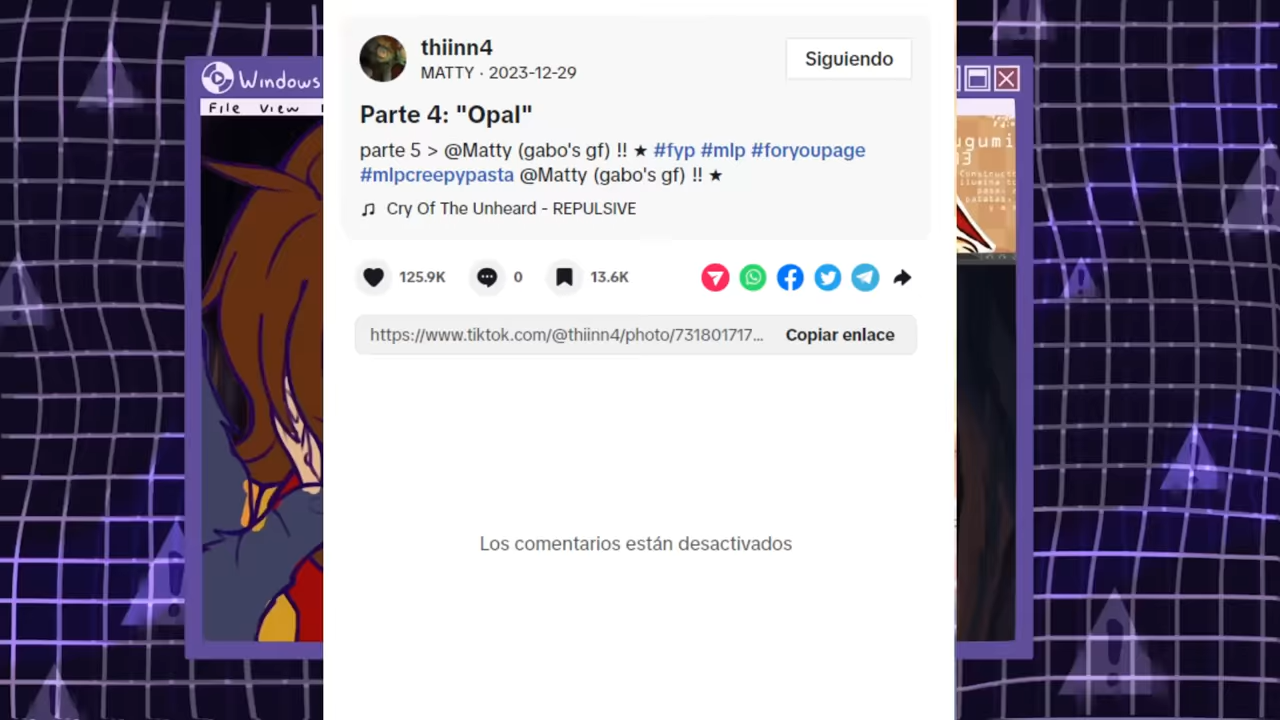 Windows
File View
thiinn4
MATTY · 2023-12-29
Siguiendo
Parte 4: "Opal"
parte 5 > @Matty (gabo's gf) !! ★ #fyp #mlp #foryoupage
#mlpcreepypasta @Matty (gabo's gf) !! ★
Cry Of The Unheard - REPULSIVE
125.9K
0
13.6K
https://www.tiktok.com/@thiinn4/photo/731801717...
Copiar enlace
Los comentarios están desactivados
ugumi